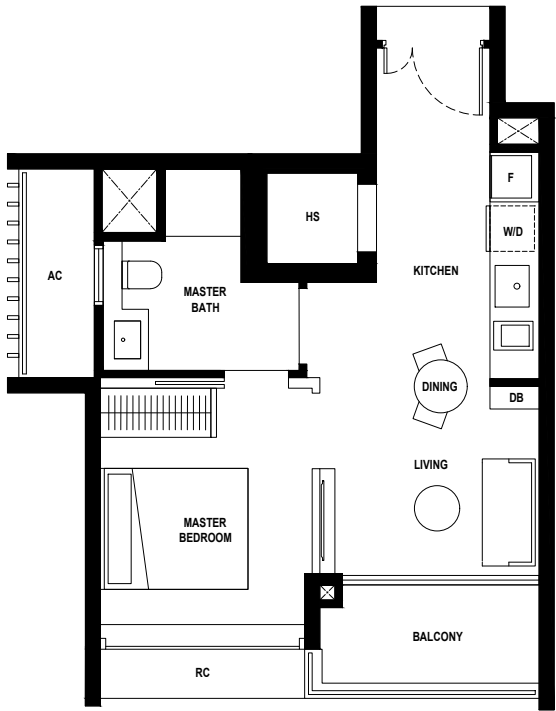 F
W/D
HS
KITCHEN
AC
MASTER
BATH
DINING
DB
LIVING
MASTER
BEDROOM
BALCONY
RC